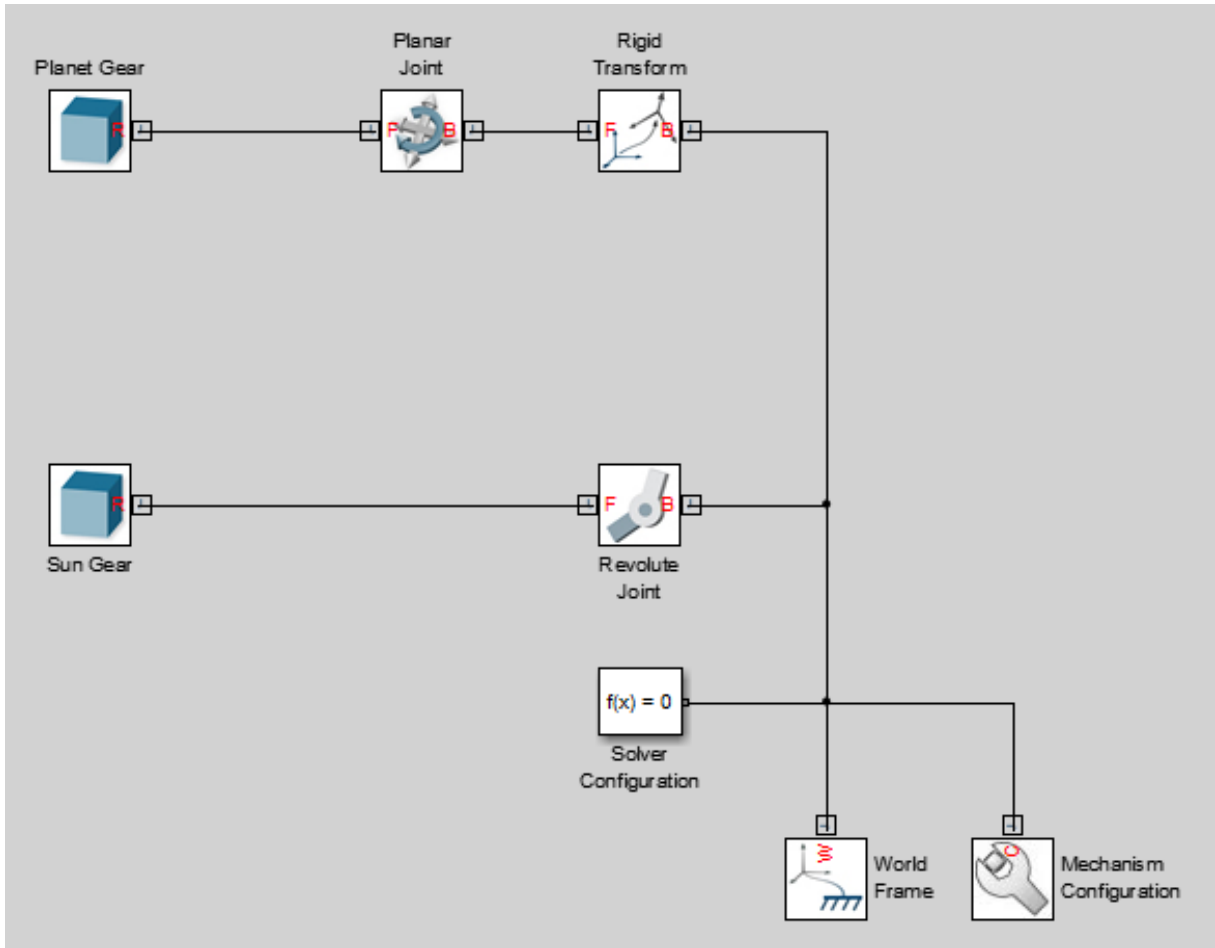 Planar
Joint
Rigid
Transform
Planet Gear
R
F
B
F
B
R
F
B
Sun Gear
Revolute
Joint
f(x) = 0
Solver
Configuration
W
C
World
Frame
Mechanism
Configuration